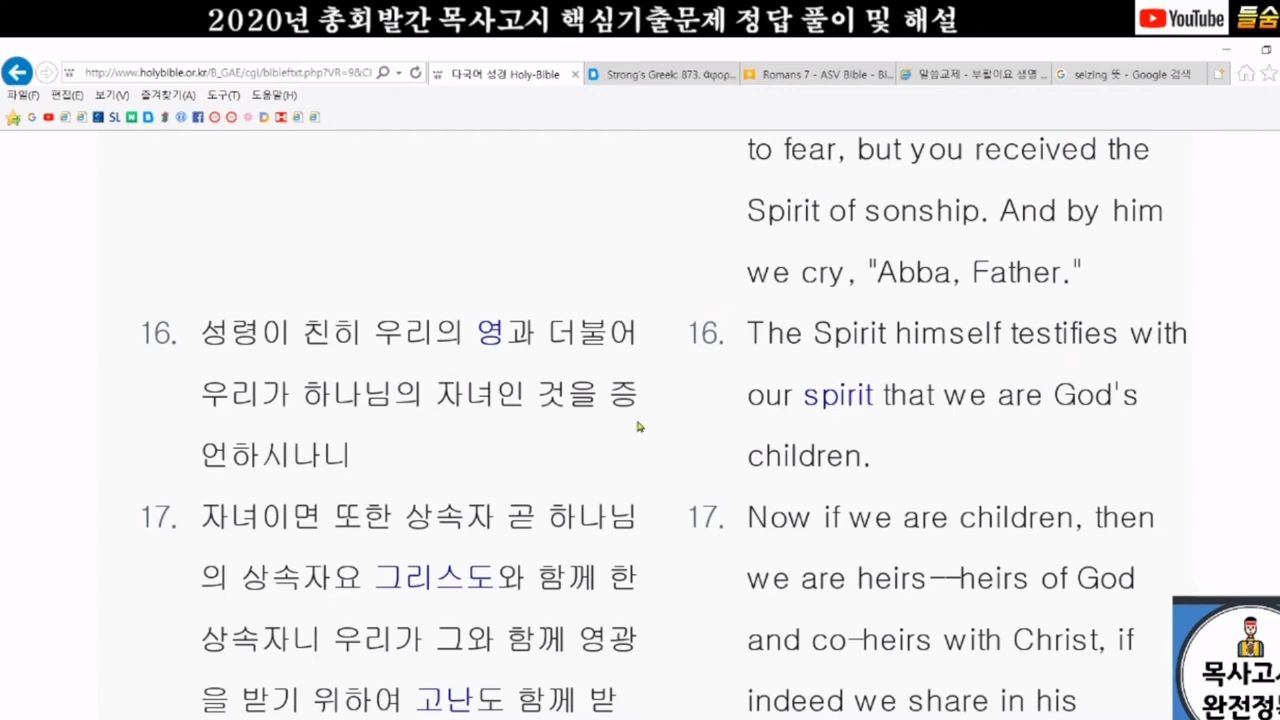 2020년 총회발간 목사고시 핵심기출문제 정답 풀이 및 해설
YouTube 들숨
http://www.holybible.or.kr/B_GAE/cgi/bibleftxt.php?VR=9&CI
다국어 성경 Holy-Bible
Strong's Greek: 873. ἀφορ...
Romans 7 - ASV Bible - Bi...
말씀교제 - 부활이요 생명 ...
seizing 뜻 - Google 검색
파일(F) 편집(E) 보기(V) 즐겨찾기(A) 도구(T) 도움말(H)
to fear, but you received the
Spirit of sonship. And by him
we cry, "Abba, Father."
16. 성령이 친히 우리의 영과 더불어
우리가 하나님의 자녀인 것을 증
언하시나니
16. The Spirit himself testifies with
our spirit that we are God's
children.
17. 자녀이면 또한 상속자 곧 하나님
의 상속자요 그리스도와 함께 한
상속자니 우리가 그와 함께 영광
을 받기 위하여 고난도 함께 받
17. Now if we are children, then
we are heirs--heirs of God
and co-heirs with Christ, if
indeed we share in his
목사고시
완전정복